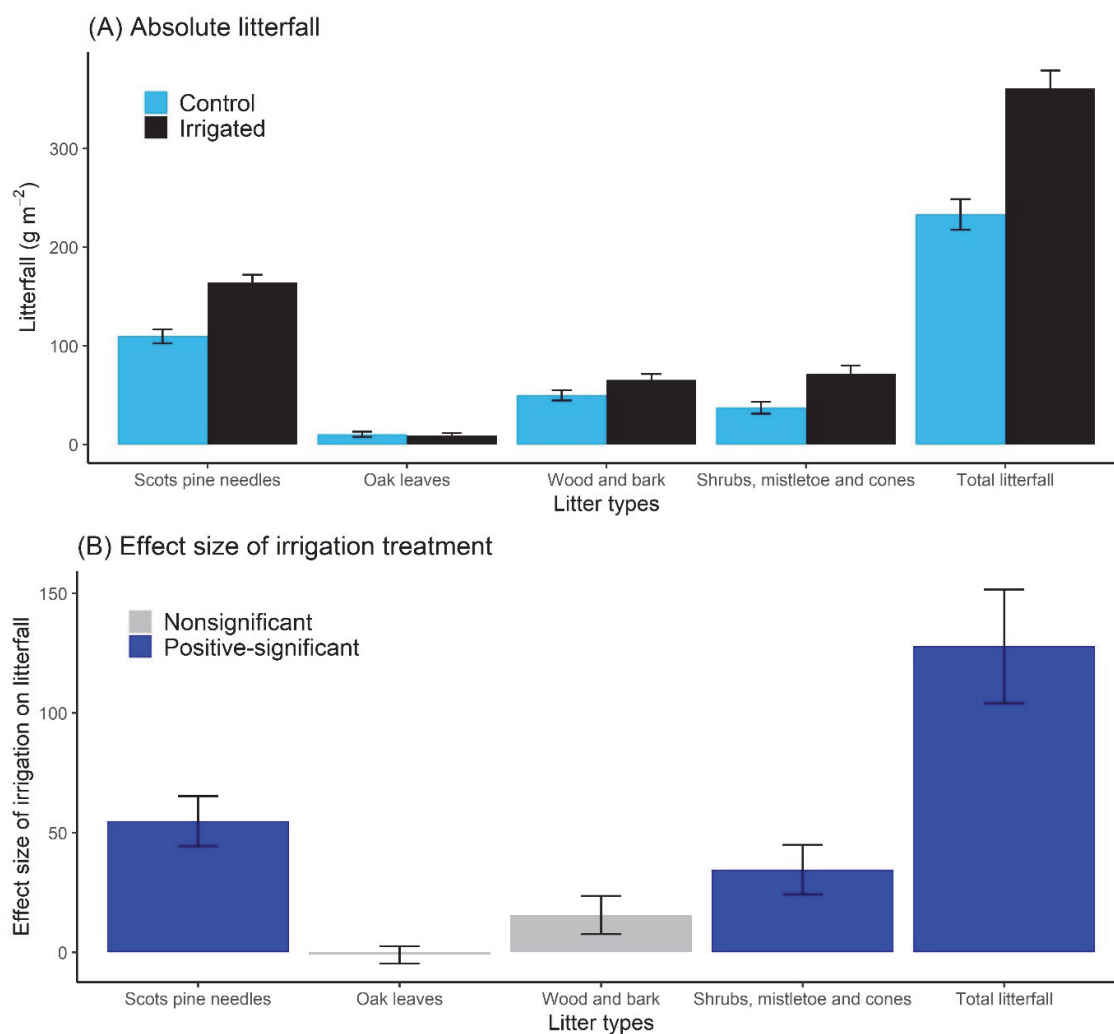 (A) Absolute litterfall
Control
Irrigated
Litterfall (g m⁻²)
300
200
100
0
Scots pine needles Oak leaves Wood and bark Shrubs, mistletoe and cones Total litterfall
Litter types
(B) Effect size of irrigation treatment
Nonsignificant
Positive-significant
Effect size of irrigation on litterfall
150
100
50
0
Scots pine needles Oak leaves Wood and bark Shrubs, mistletoe and cones Total litterfall
Litter types